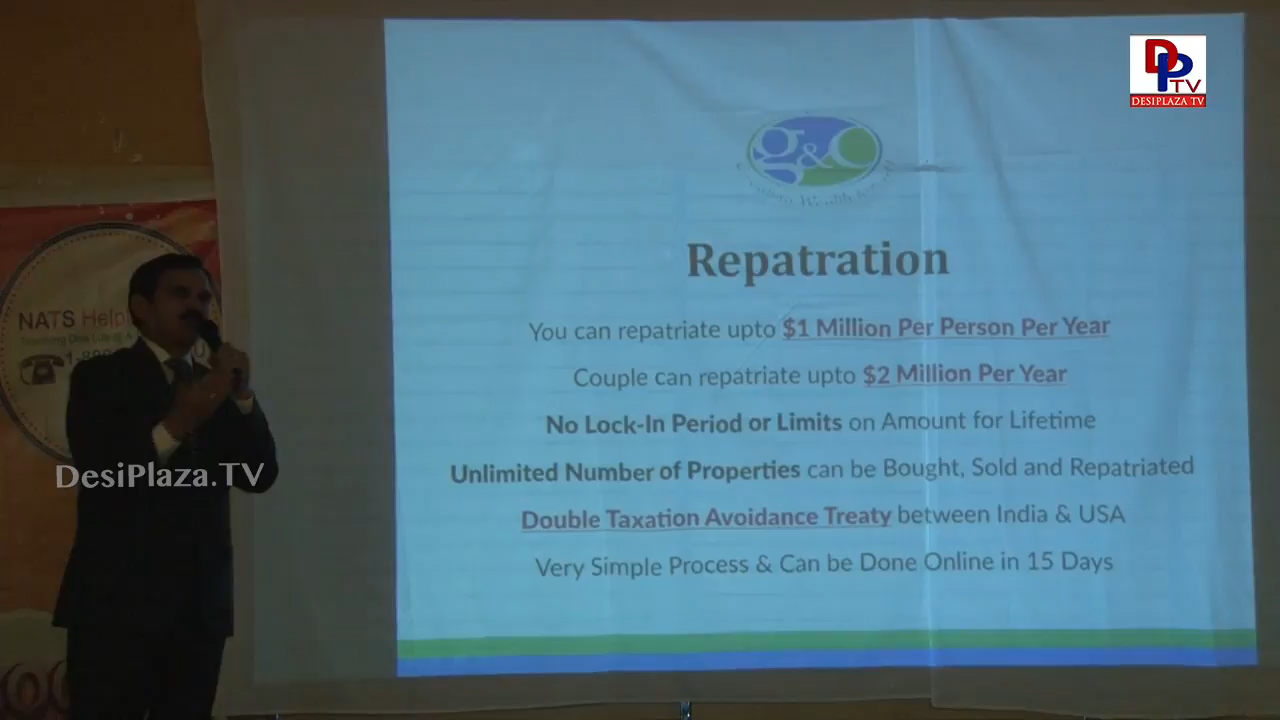 DP
TV
DESIPLAZA TV
g&c
Repatration
You can repatriate upto $1 Million Per Person Per Year
Couple can repatriate upto $2 Million Per Year
No Lock-In Period or Limits on Amount for Lifetime
Unlimited Number of Properties can be Bought, Sold and Repatriated
Double Taxation Avoidance Treaty between India & USA
Very Simple Process & Can be Done Online in 15 Days
NATS Help
DesiPlaza.TV